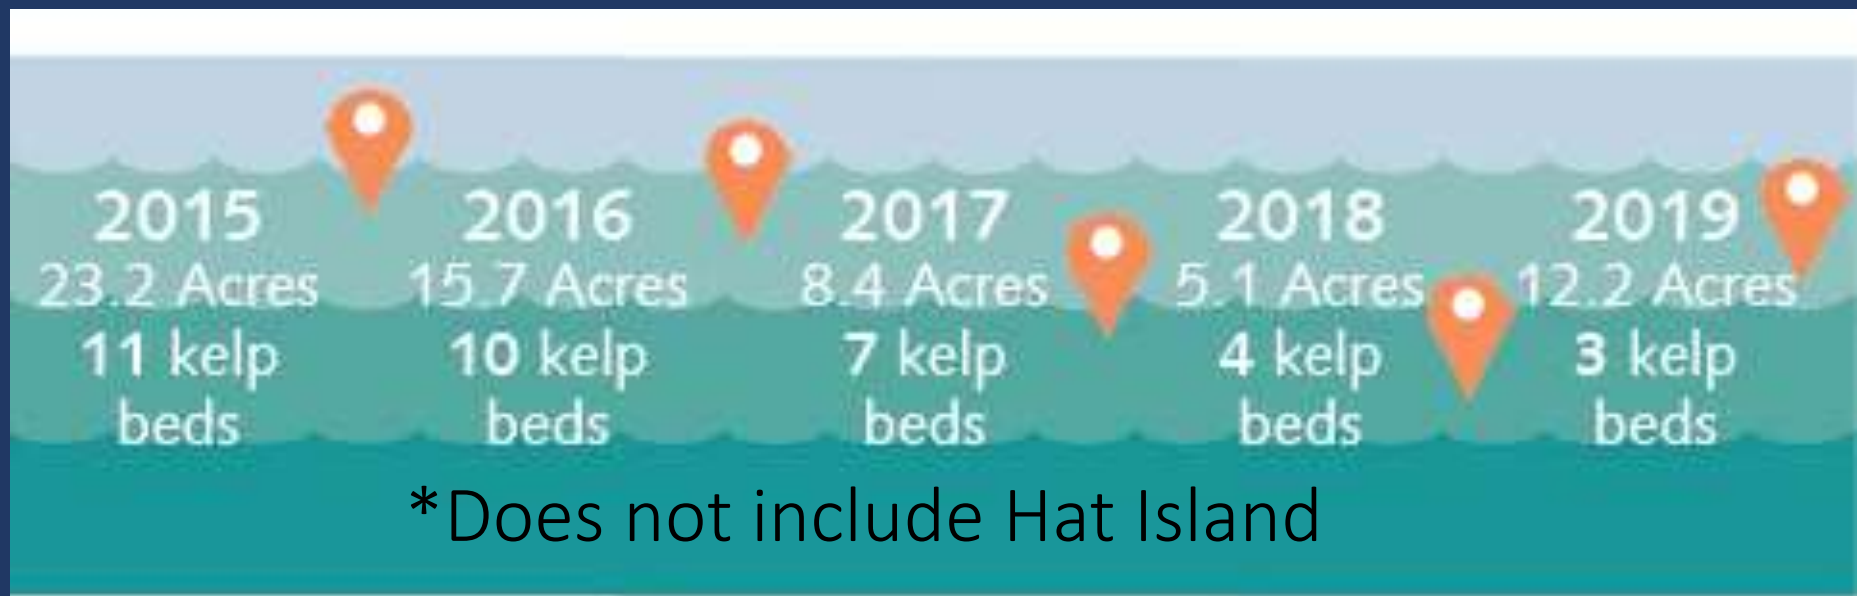 2015
23.2 Acres
11 kelp
beds
2016
15.7 Acres
10 kelp
beds
2017
8.4 Acres
7 kelp
beds
2018
5.1 Acres
4 kelp
beds
2019
12.2 Acres
3 kelp
beds
*Does not include Hat Island